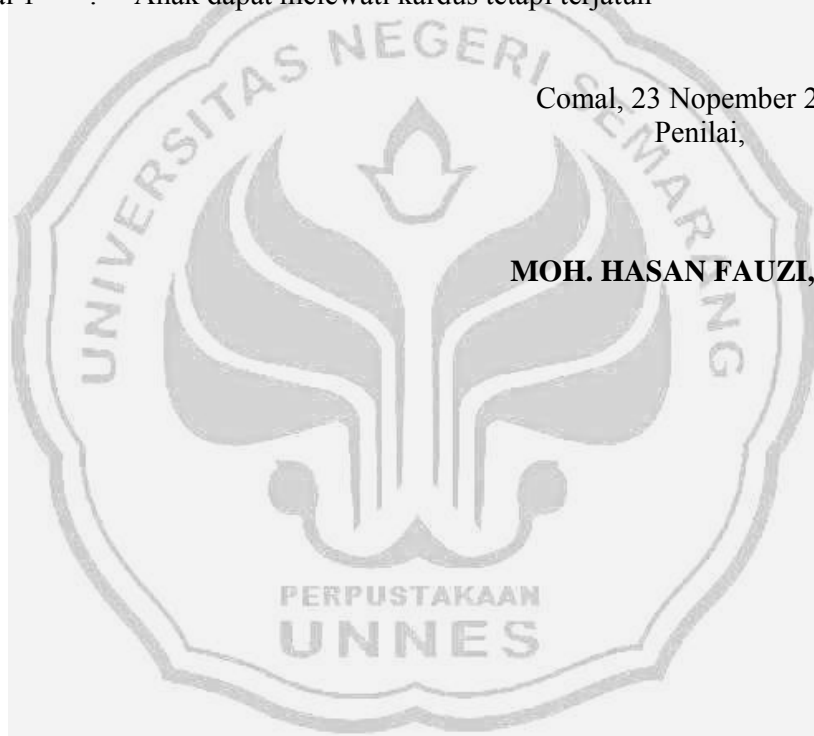 1 : Anak dapat melewati kardus tetapi terjatuh
Comal, 23 Nopember 2
Penilai,
MOH. HASAN FAUZI,
UNIVERSITAS NEGERI SEMARANG
PERPUSTAKAAN
UNNES